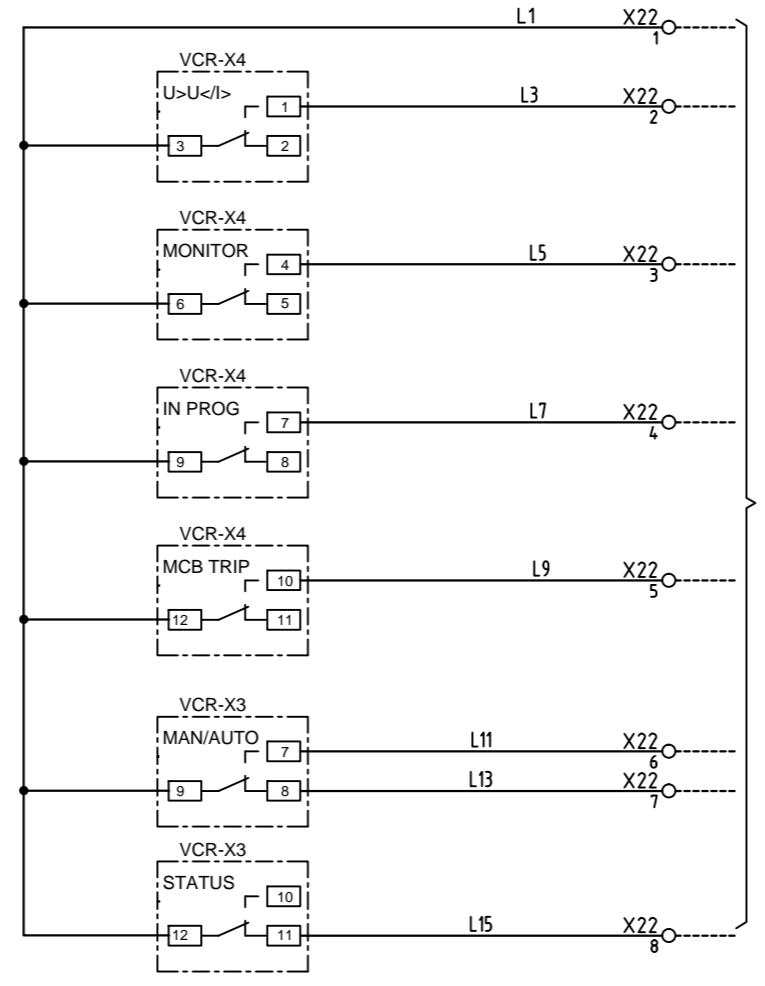 L1 X22
1
VCR-X4
U>U</I>
1 L3 X22
2
3 2
VCR-X4
MONITOR
4 L5 X22
3
6 5
VCR-X4
IN PROG
7 L7 X22
4
9 8
VCR-X4
MCB TRIP
10 L9 X22
5
12 11
VCR-X3
MAN/AUTO
7 L11 X22
6
9 8 L13 X22
7
VCR-X3
STATUS
10
12 11 L15 X22
8